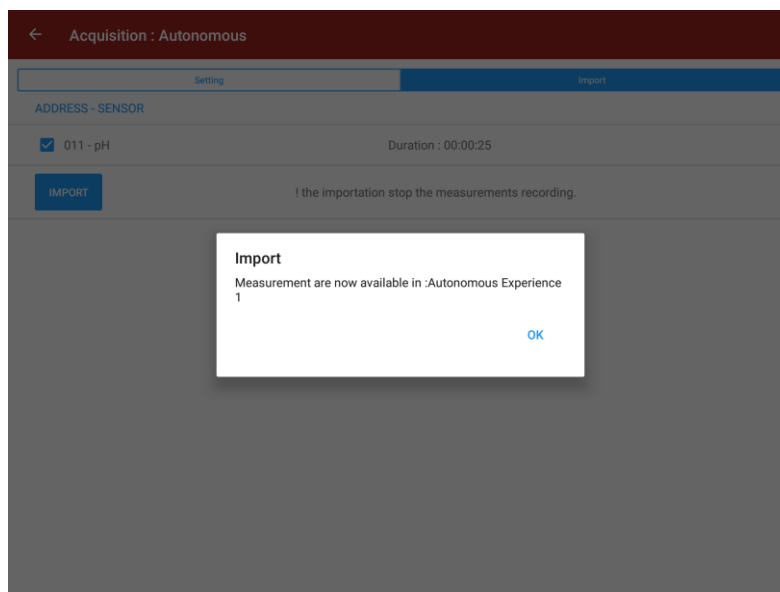 Acquisition : Autonomous
Setting
Import
ADDRESS - SENSOR
011 - pH
Duration : 00:00:25
IMPORT
! the importation stop the measurements recording.
Import
Measurement are now available in :Autonomous Experience
1
OK